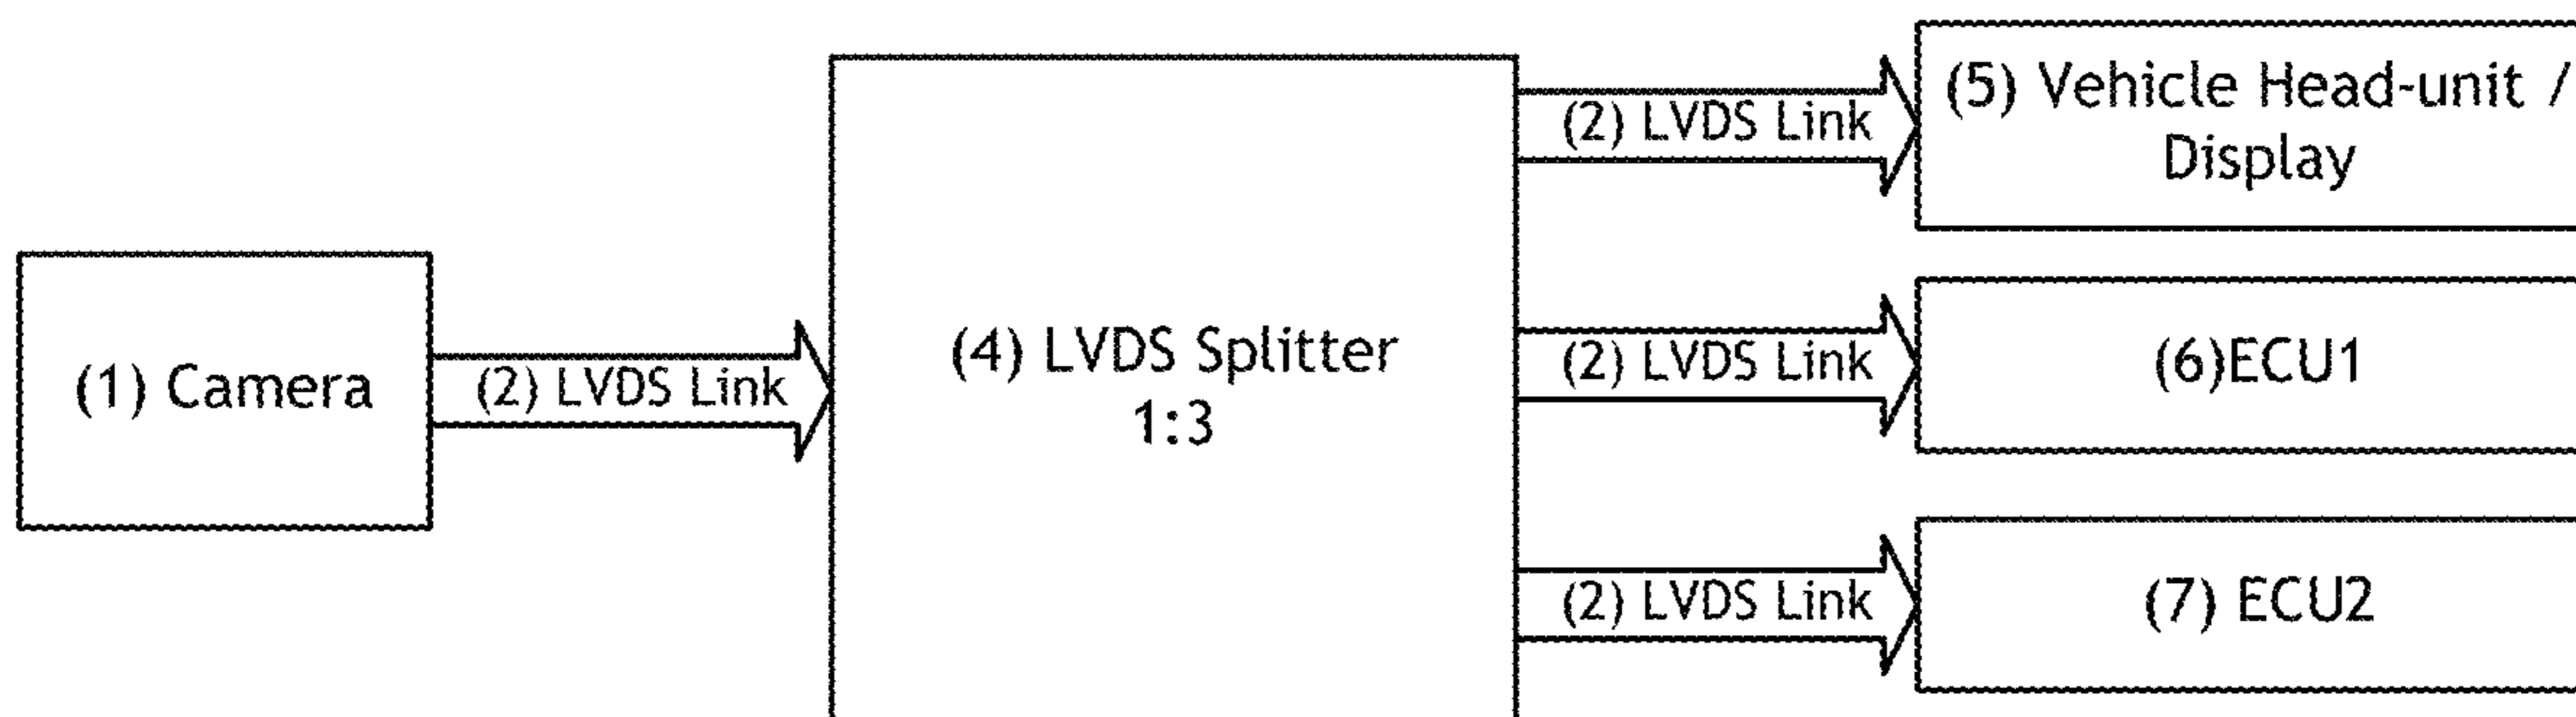 (1) Camera
(2) LVDS Link
(4) LVDS Splitter
1:3
(2) LVDS Link
(5) Vehicle Head-unit /
Display
(2) LVDS Link
(6)ECU1
(2) LVDS Link
(7) ECU2